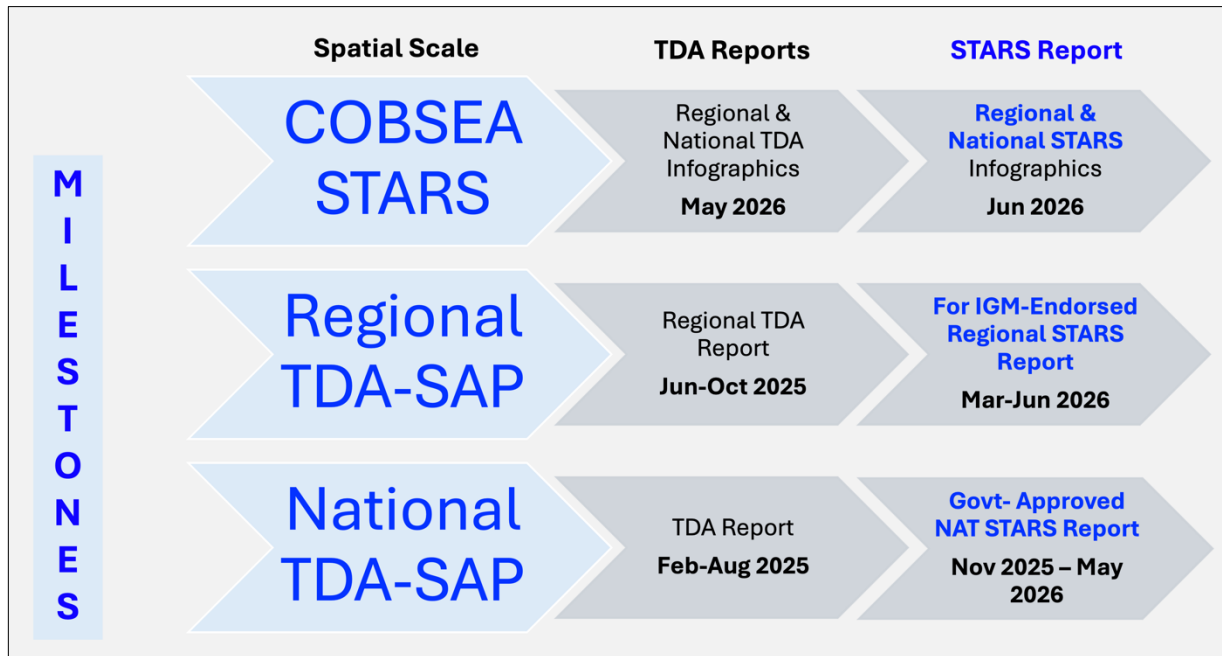 Spatial Scale
TDA Reports
STARS Report
MILESTONES
COBSEA
STARS
Regional &
National TDA
Infographics
May 2026
Regional &
National STARS
Infographics
Jun 2026
Regional
TDA-SAP
Regional TDA
Report
Jun-Oct 2025
For IGM-Endorsed
Regional STARS
Report
Mar-Jun 2026
National
TDA-SAP
TDA Report
Feb-Aug 2025
Govt- Approved
NAT STARS Report
Nov 2025 – May
2026